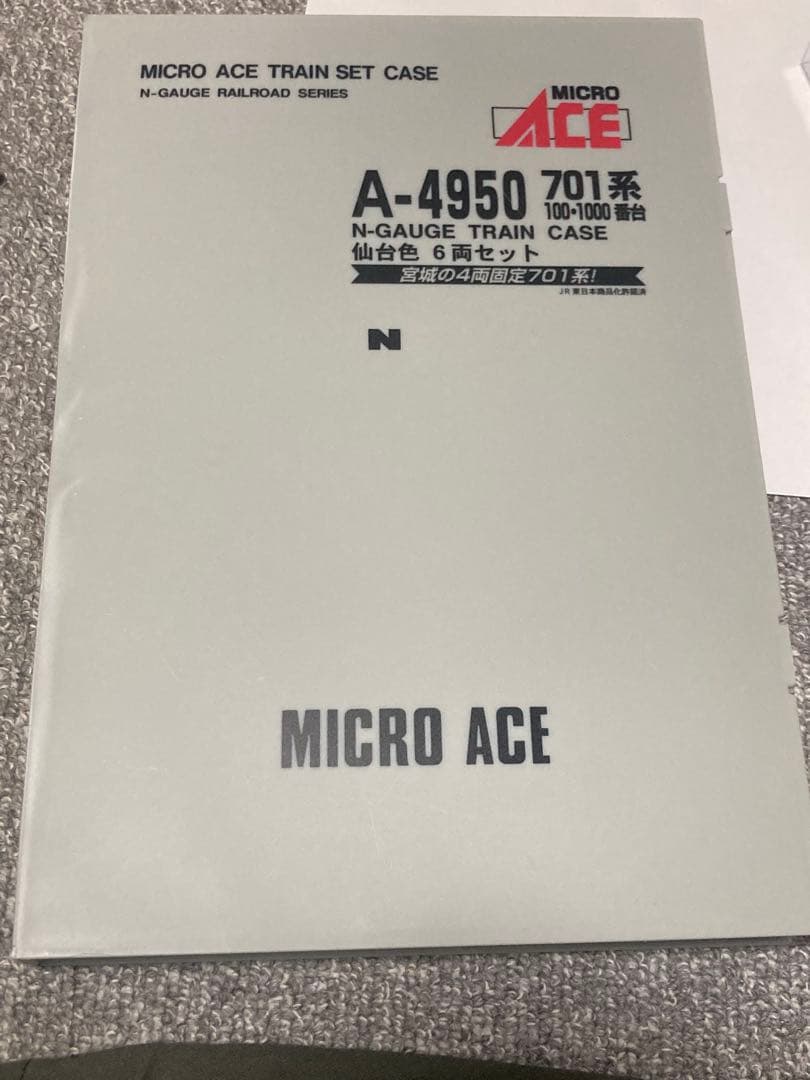 MICRO ACE TRAIN SET CASE
N-GAUGE RAILROAD SERIES
MICRO
ACE
A-4950 701系
100・1000番台
N-GAUGE TRAIN CASE
仙台色 6両セット
宮城の4両固定701系!
JR東日本商品化許諾済
N
MICRO ACE